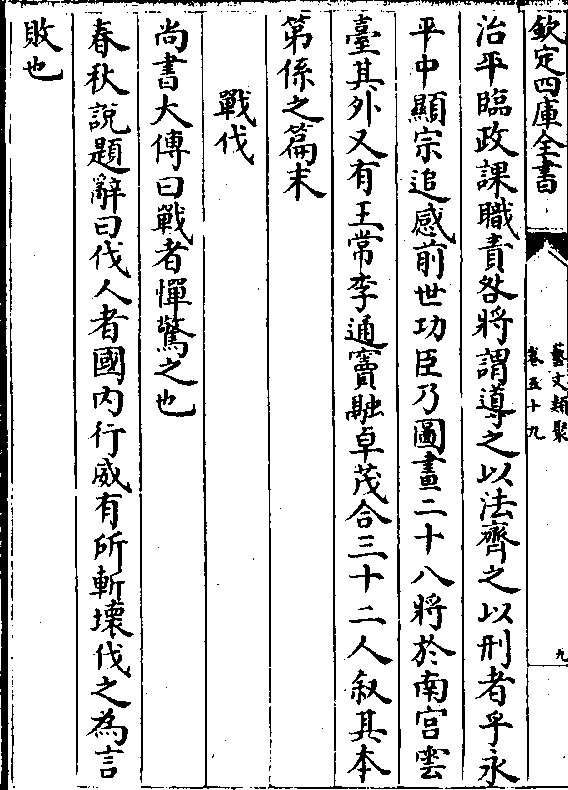 欽定四庫全書
藝文類聚
卷五十九
九
治平臨政課職責咎將謂導之以法齊之以刑者乎永
平中顯宗追感前世功臣乃圖畫二十八將於南宮雲
臺其外又有王常李通竇融卓茂合三十二人叙其本
第係之篇末
戰伐
尚書大傳曰戰者憚驚之也
春秋說題辭曰伐人者國內行威有所斬壞伐之為言
敗也